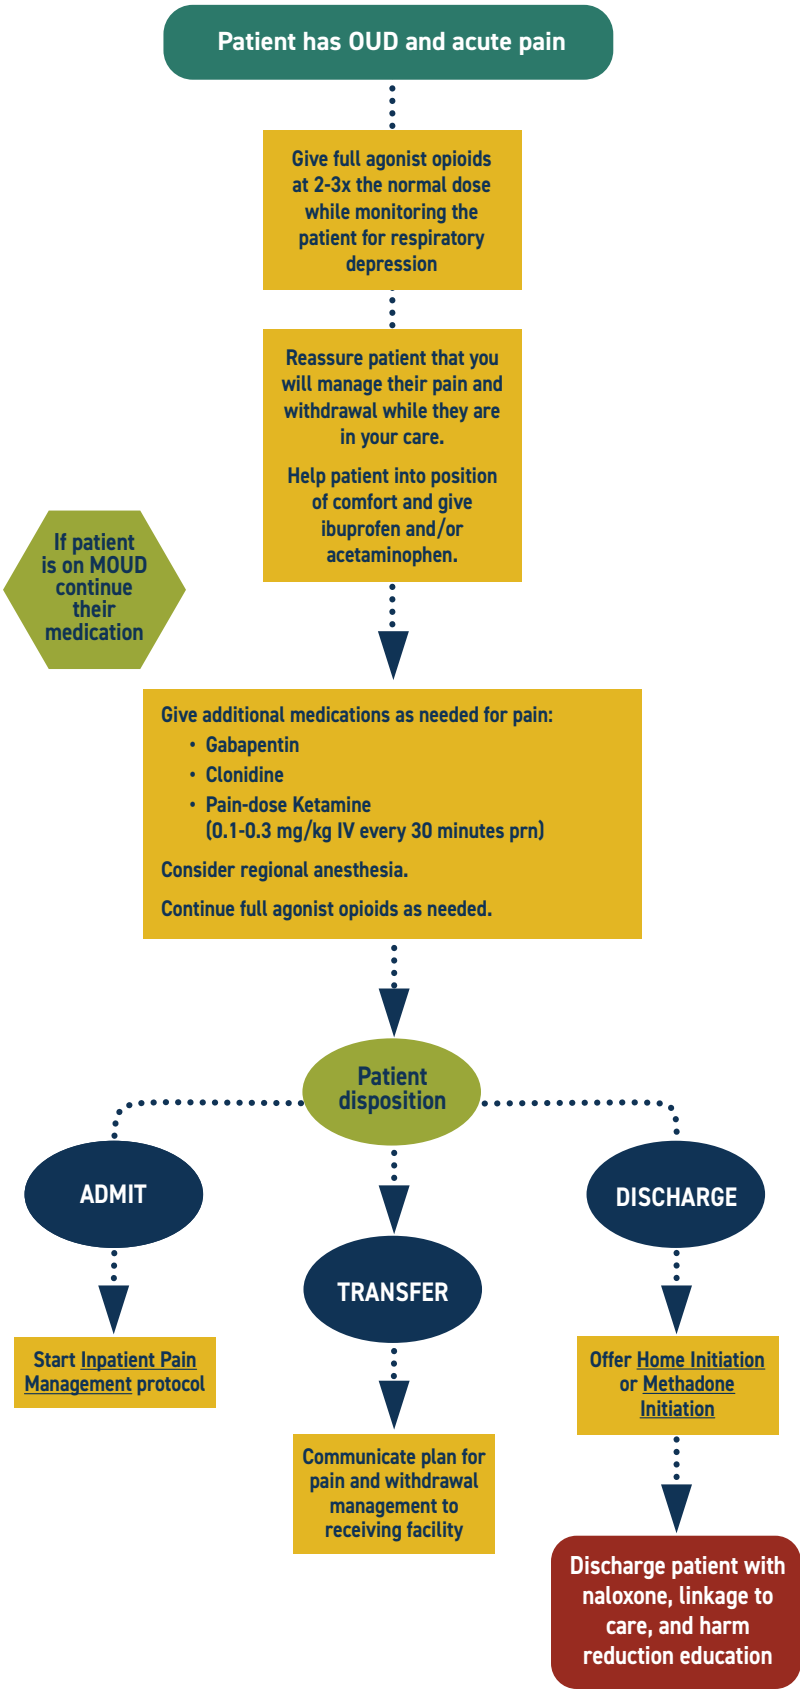 Patient has OUD and acute pain
Give full agonist opioids
at 2-3x the normal dose
while monitoring the
patient for respiratory
depression
Reassure patient that you
will manage their pain and
withdrawal while they are
in your care.
Help patient into position
of comfort and give
ibuprofen and/or
acetaminophen.
If patient
is on MOUD
continue
their
medication
Give additional medications as needed for pain:
• Gabapentin
• Clonidine
• Pain-dose Ketamine
(0.1-0.3 mg/kg IV every 30 minutes prn)
Consider regional anesthesia.
Continue full agonist opioids as needed.
Patient
disposition
ADMIT
Start Inpatient Pain
Management protocol
TRANSFER
Communicate plan for
pain and withdrawal
management to
receiving facility
DISCHARGE
Offer Home Initiation
or Methadone
Initiation
Discharge patient with
naloxone, linkage to
care, and harm
reduction education